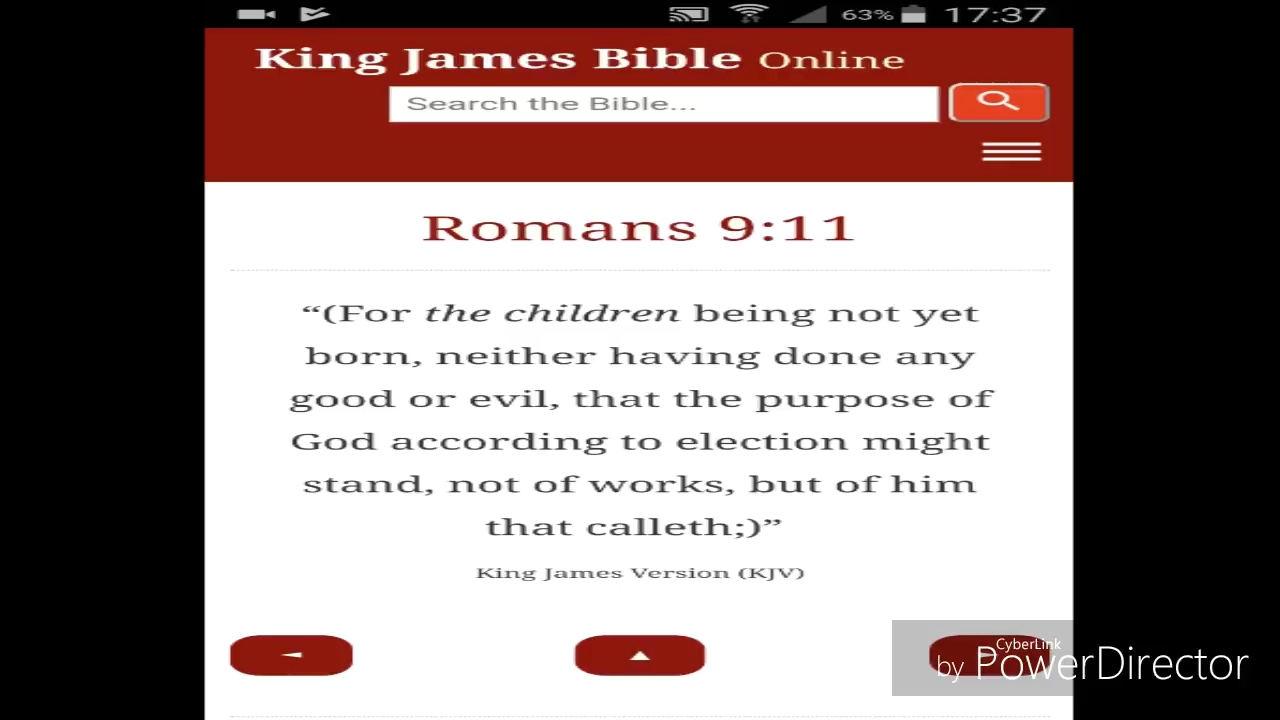 63% 17:37
King James Bible Online
Search the Bible...
Romans 9:11
“(For the children being not yet
born, neither having done any
good or evil, that the purpose of
God according to election might
stand, not of works, but of him
that calleth;)”
King James Version (KJV)
CyberLink
by PowerDirector